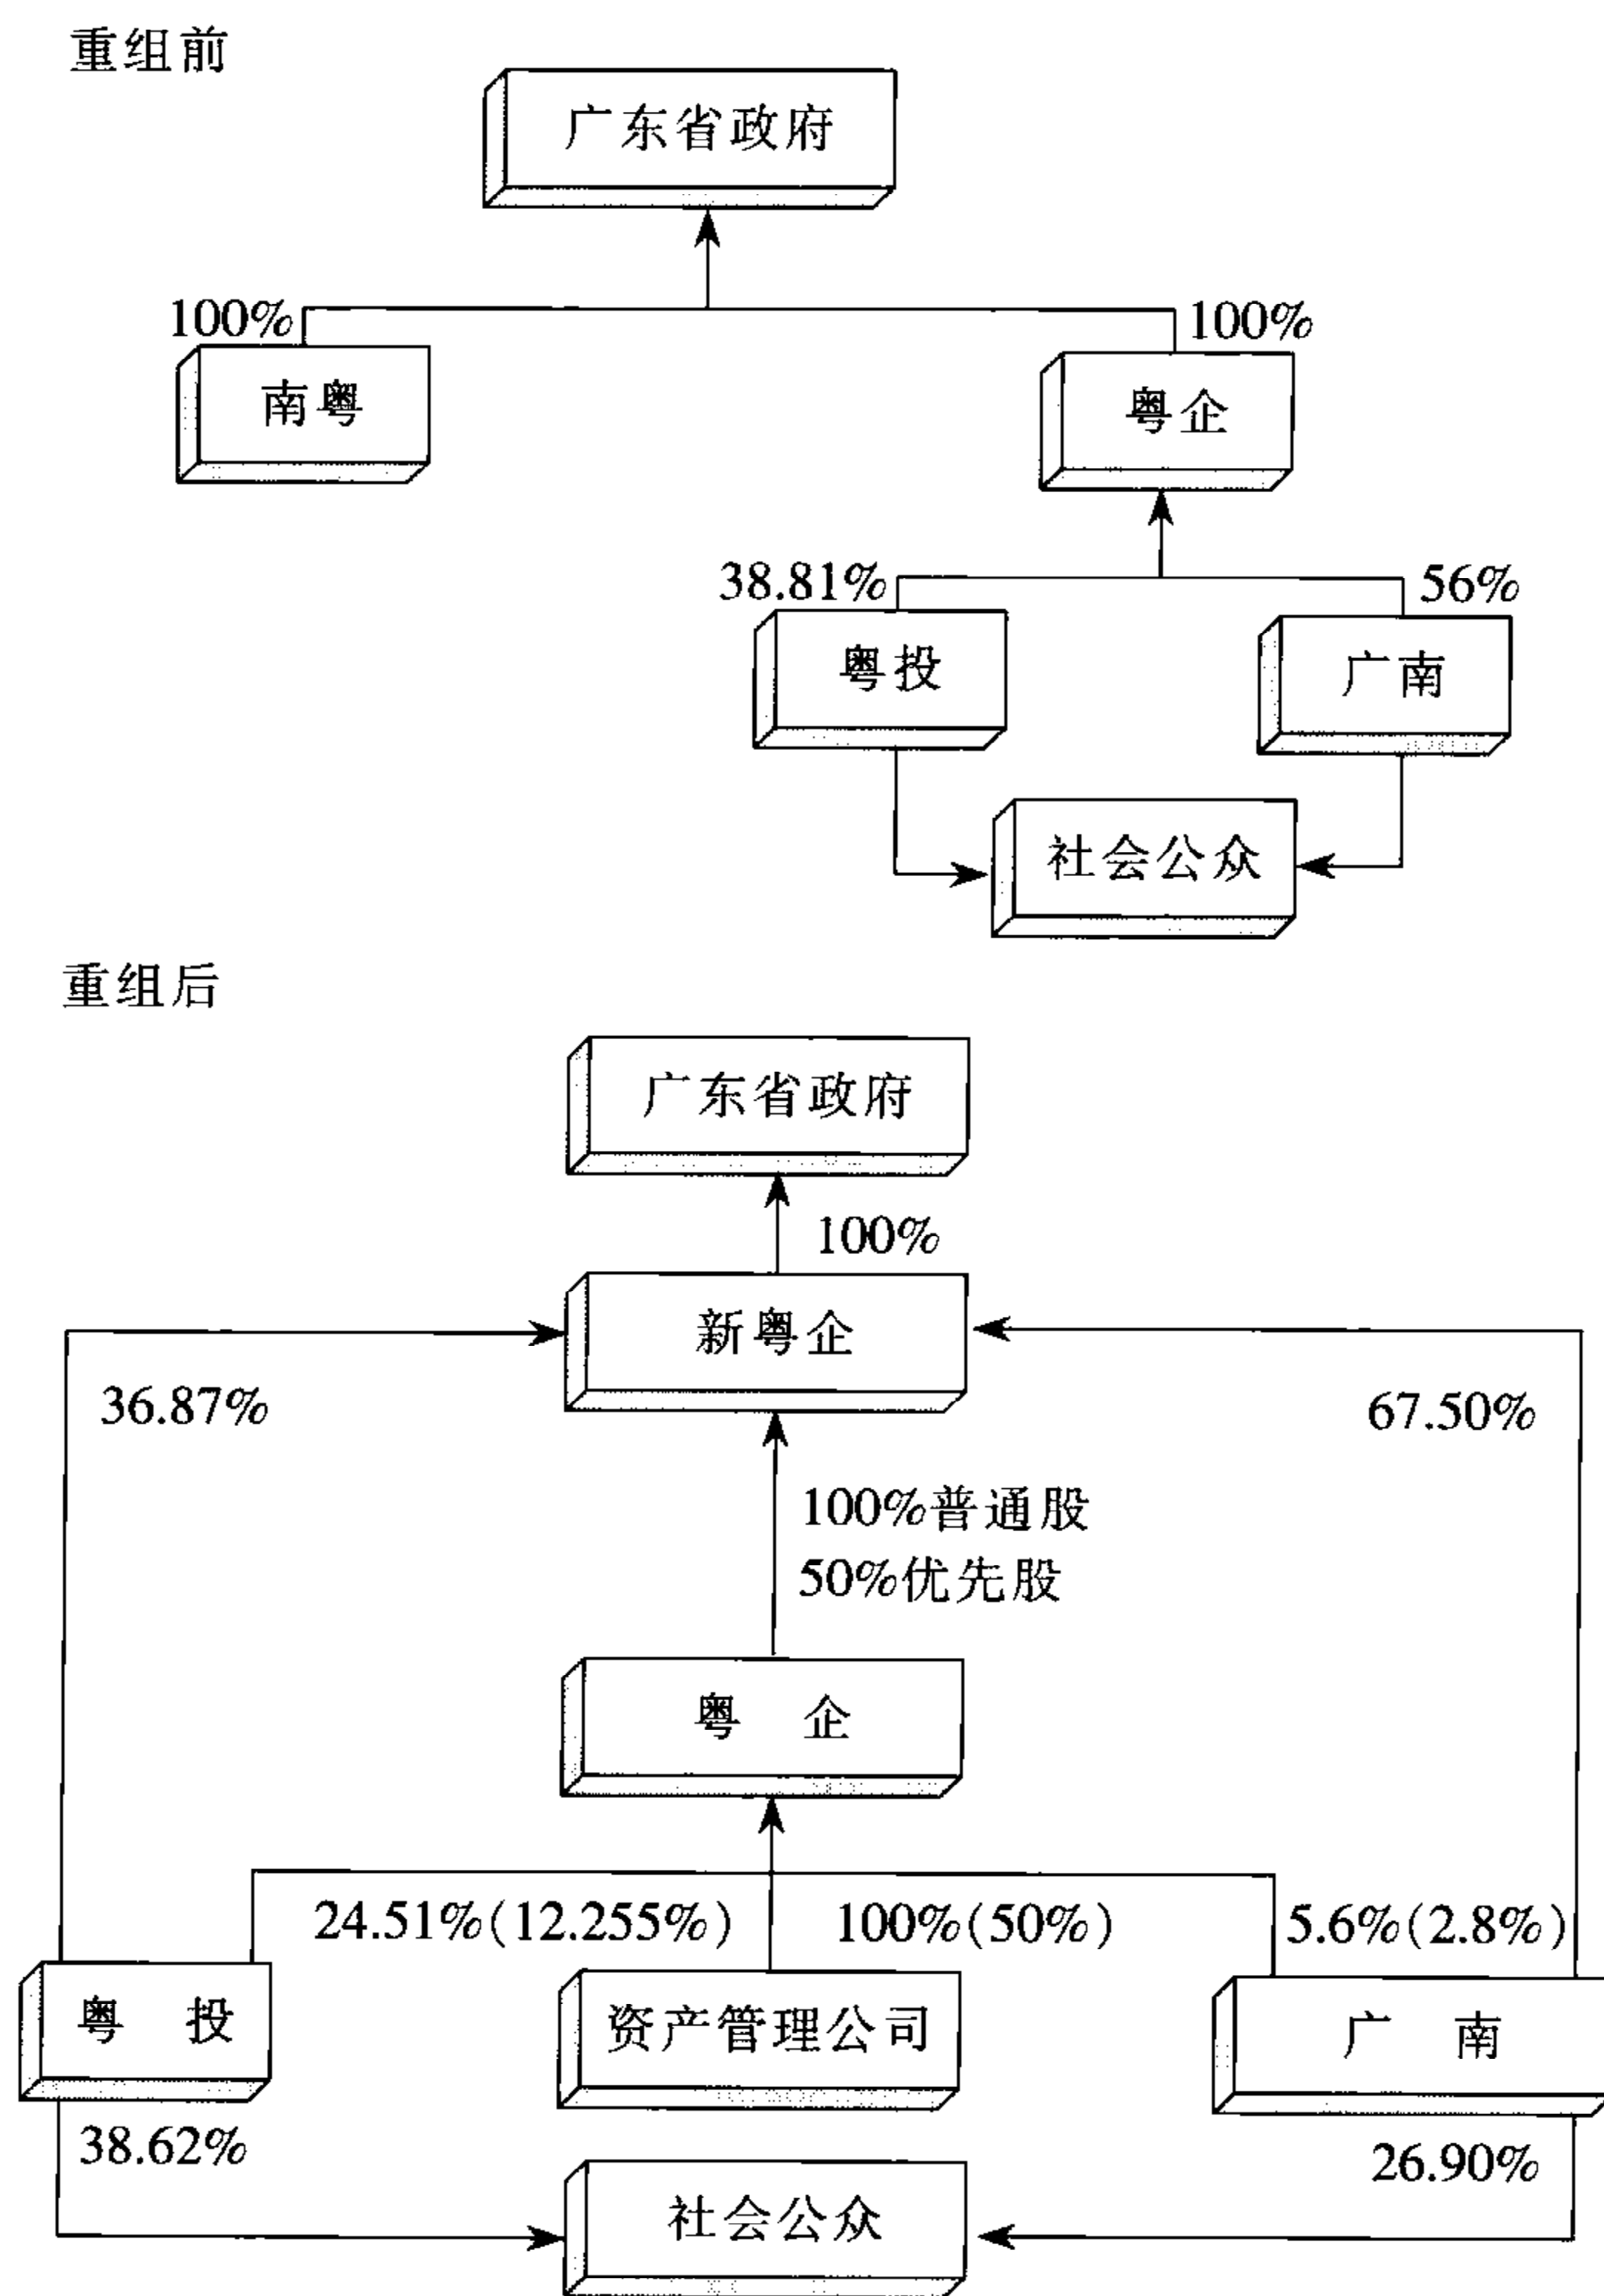 重组前
广东省政府
100%
100%
南粤
粤企
38.81%
56%
粤投
广南
社会公众
重组后
广东省政府
100%
新粤企
36.87%
67.50%
100%普通股
50%优先股
粤 企
24.51%(12.255%)
100%(50%)
5.6%(2.8%)
粤 投
资产管理公司
广 南
38.62%
26.90%
社会公众